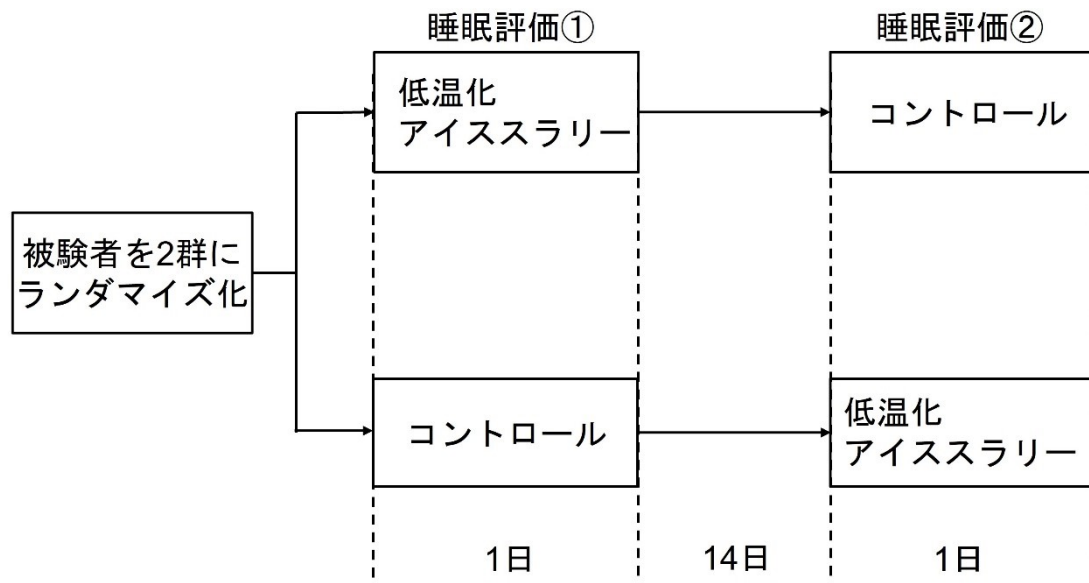 睡眠評価①
睡眠評価②
低温化
アイススラリー
コントロール
被験者を2群に
ランダマイズ化
コントロール
低温化
アイススラリー
1日
14日
1日